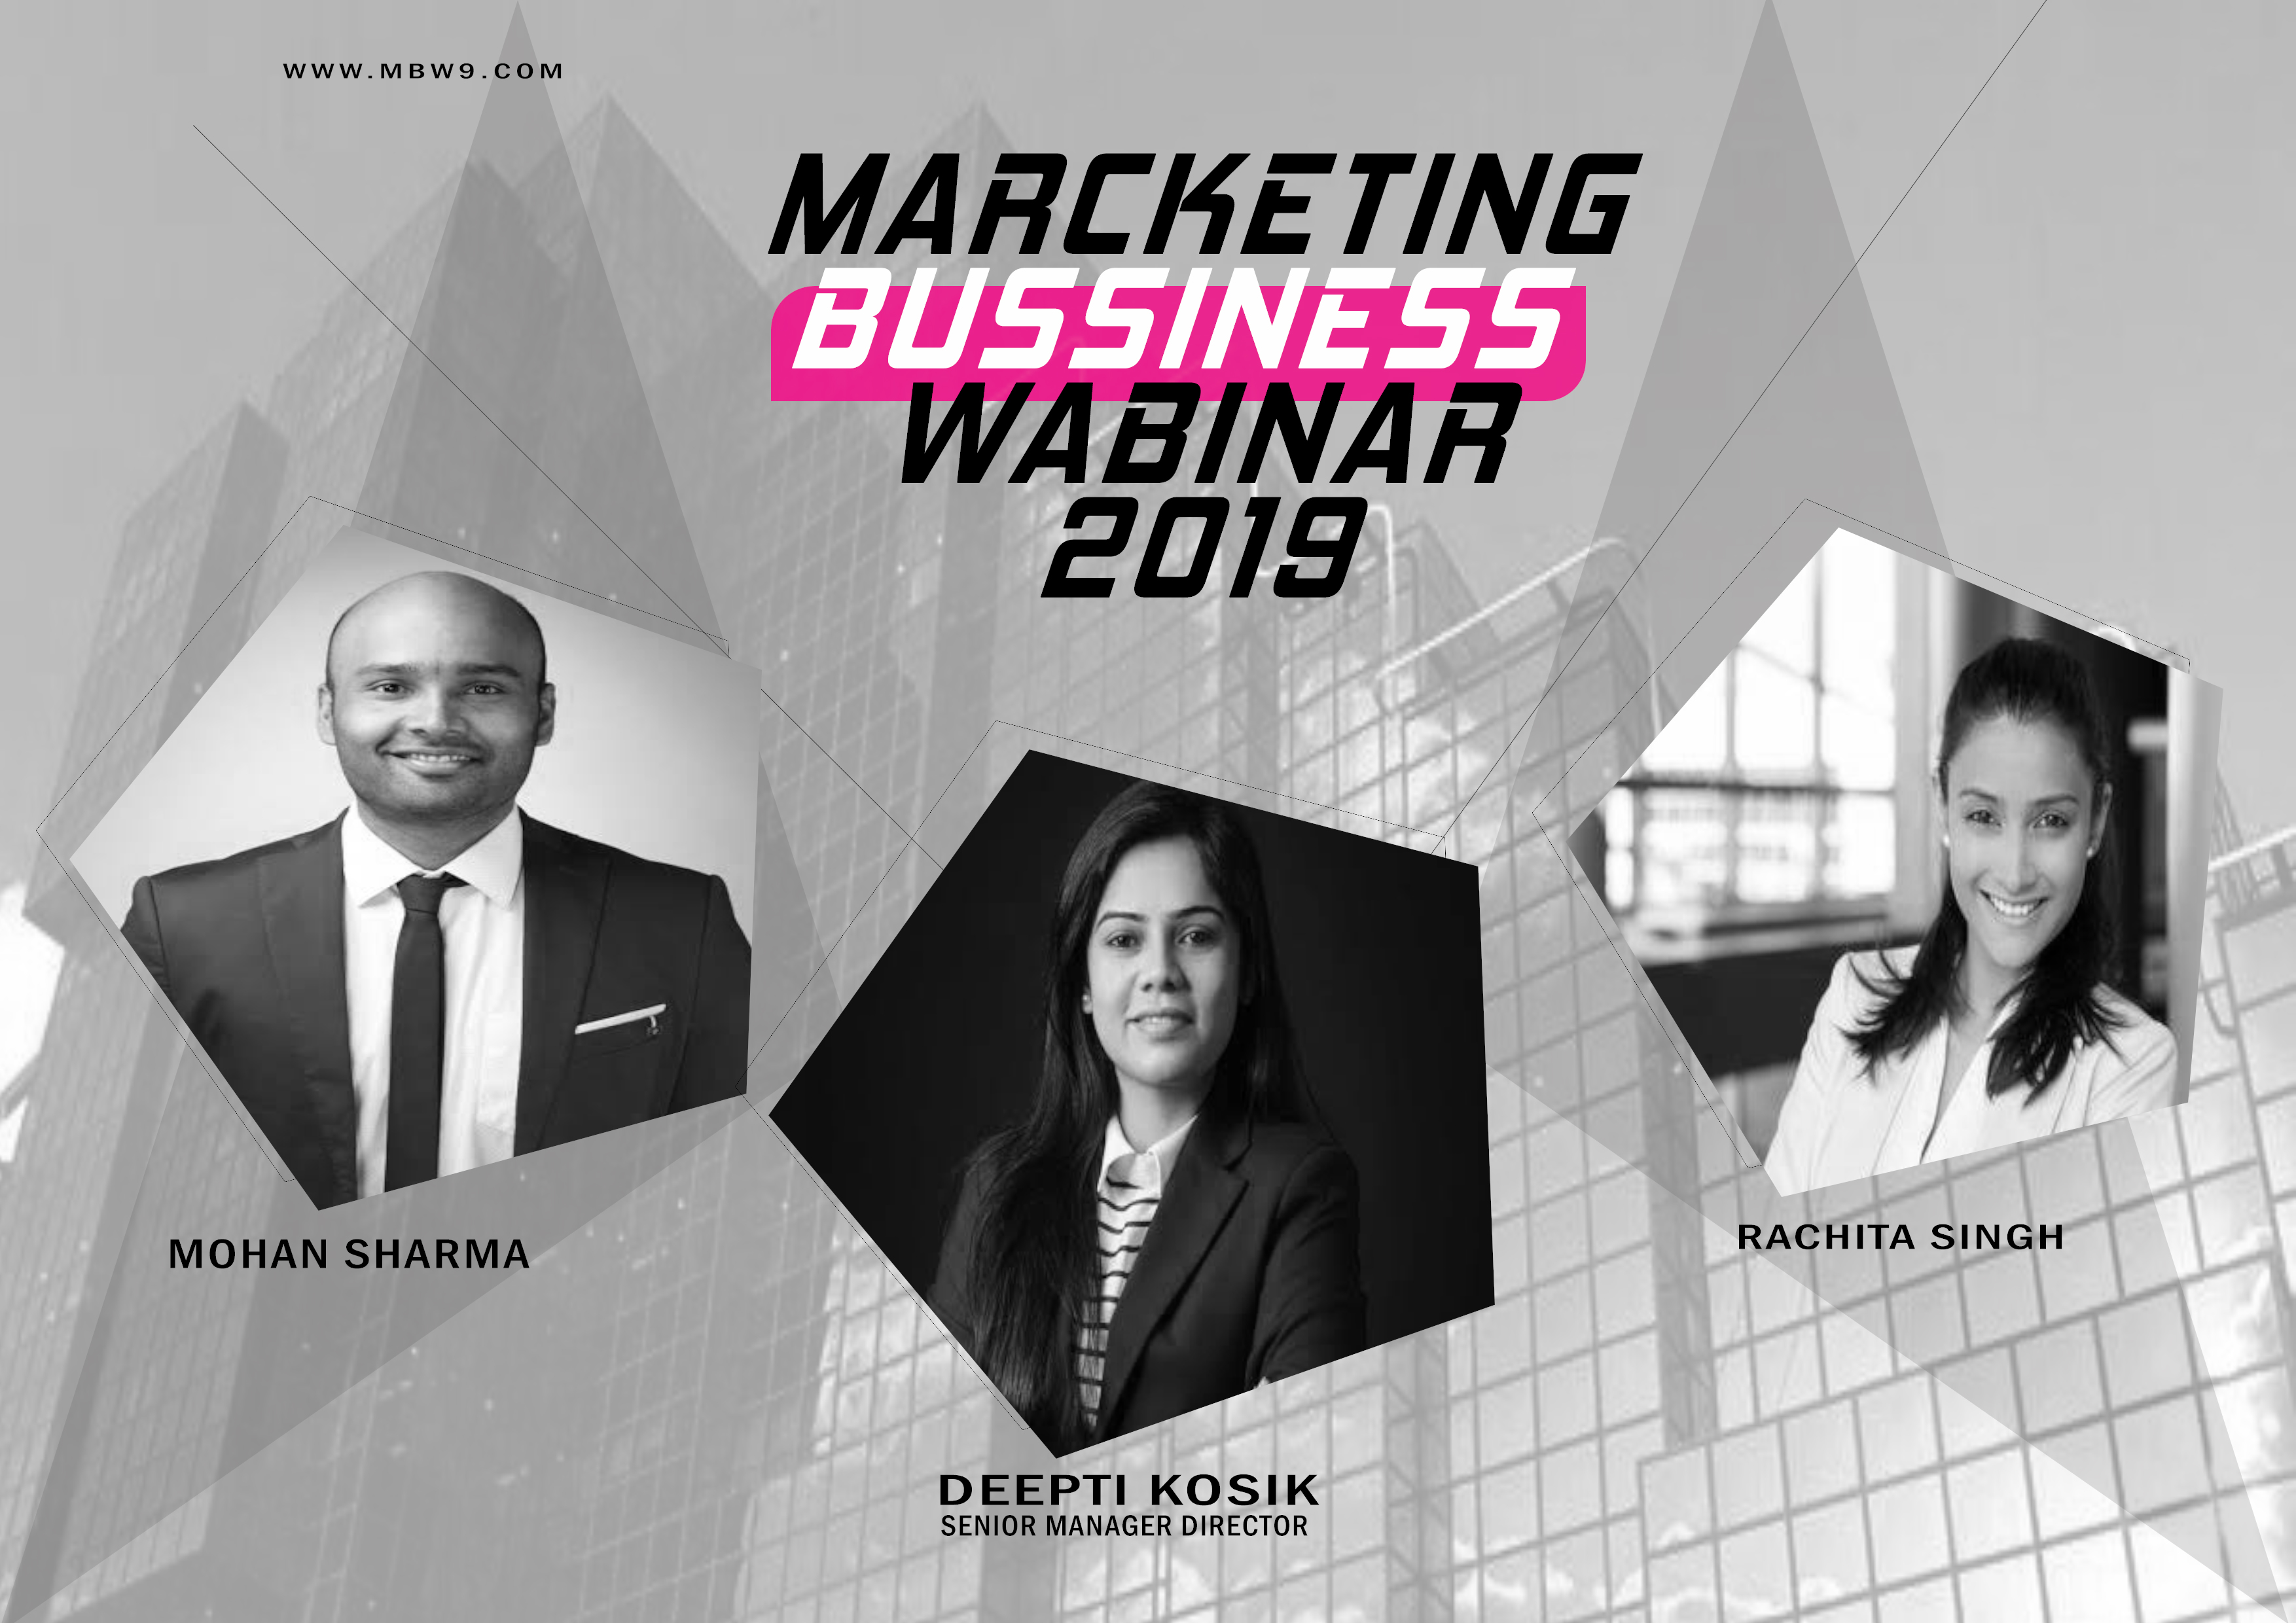 WWW.MBW9.COM
MARCKETING
BUSSINESS
WABINAR
2019
MOHAN SHARMA
RACHITA SINGH
DEEPTI KOSIK
SENIOR MANAGER DIRECTOR